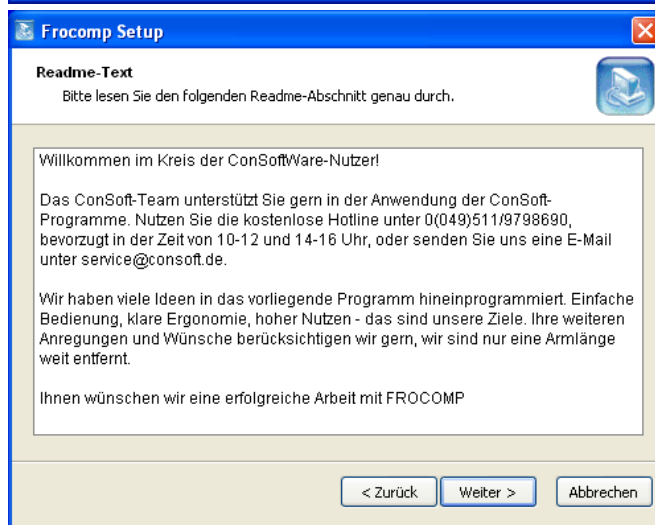 Frocomp Setup
Readme-Text
Bitte lesen Sie den folgenden Readme-Abschnitt genau durch.
Willkommen im Kreis der ConSoftWare-Nutzer!
Das ConSoft-Team unterstützt Sie gern in der Anwendung der ConSoft-
Programme. Nutzen Sie die kostenlose Hotline unter 0(049)511/9798690,
bevorzugt in der Zeit von 10-12 und 14-16 Uhr, oder senden Sie uns eine E-Mail
unter service@consoft.de.
Wir haben viele Ideen in das vorliegende Programm hineinprogrammiert. Einfache
Bedienung, klare Ergonomie, hoher Nutzen - das sind unsere Ziele. Ihre weiteren
Anregungen und Wünsche berücksichtigen wir gern, wir sind nur eine Armlänge
weit entfernt.
Ihnen wünschen wir eine erfolgreiche Arbeit mit FROCOMP
< Zurück Weiter > Abbrechen